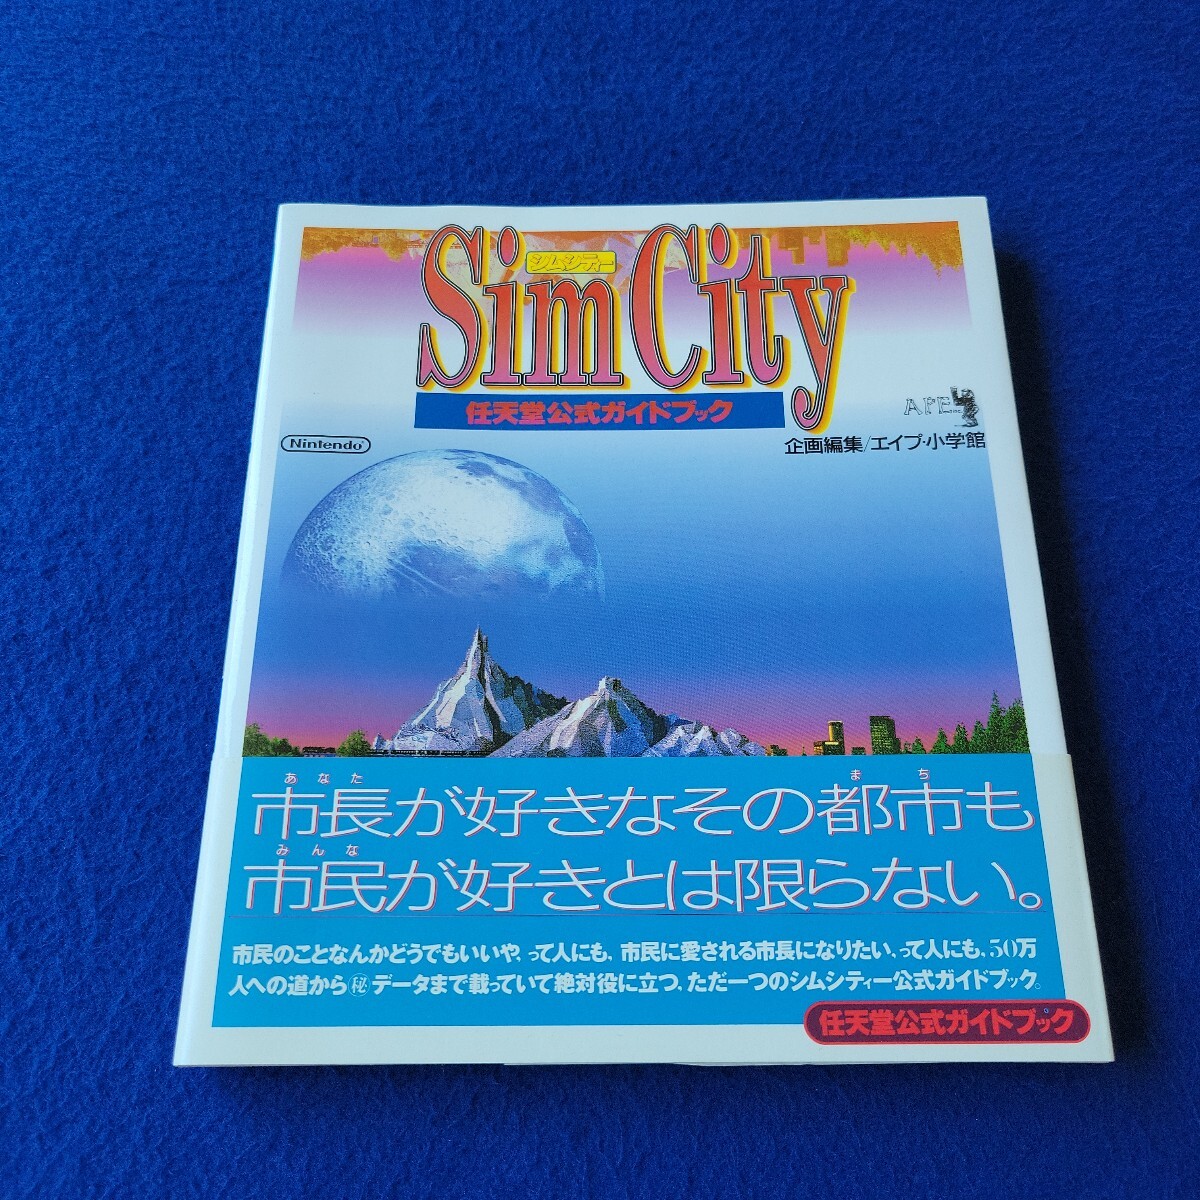 Sim City
シムシティー
任天堂公式ガイドブック
APE inc.
Nintendo
企画編集/エイプ・小学館
あなた まち
市長が好きなその都市も
みんな
市民が好きとは限らない。
市民のことなんかどうでもいいや、って人にも、市民に愛される市長になりたい、って人にも、50万
人への道から㊙データまで載っていて絶対役に立つ、ただ一つのシムシティー公式ガイドブック。
任天堂公式ガイドブック